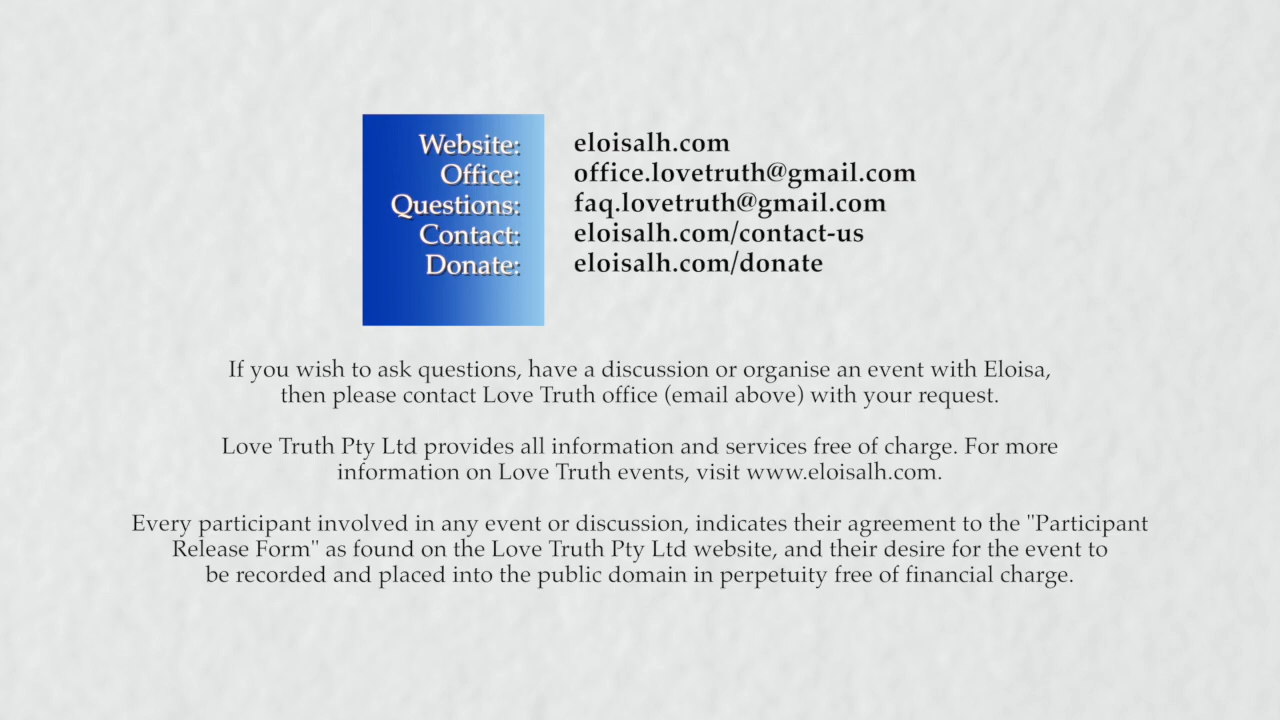 Website: eloisalh.com
Office: office.lovetruth@gmail.com
Questions: faq.lovetruth@gmail.com
Contact: eloisalh.com/contact-us
Donate: eloisalh.com/donate
If you wish to ask questions, have a discussion or organise an event with Eloisa,
then please contact Love Truth office (email above) with your request.
Love Truth Pty Ltd provides all information and services free of charge. For more
information on Love Truth events, visit www.eloisalh.com.
Every participant involved in any event or discussion, indicates their agreement to the "Participant
Release Form" as found on the Love Truth Pty Ltd website, and their desire for the event to
be recorded and placed into the public domain in perpetuity free of financial charge.